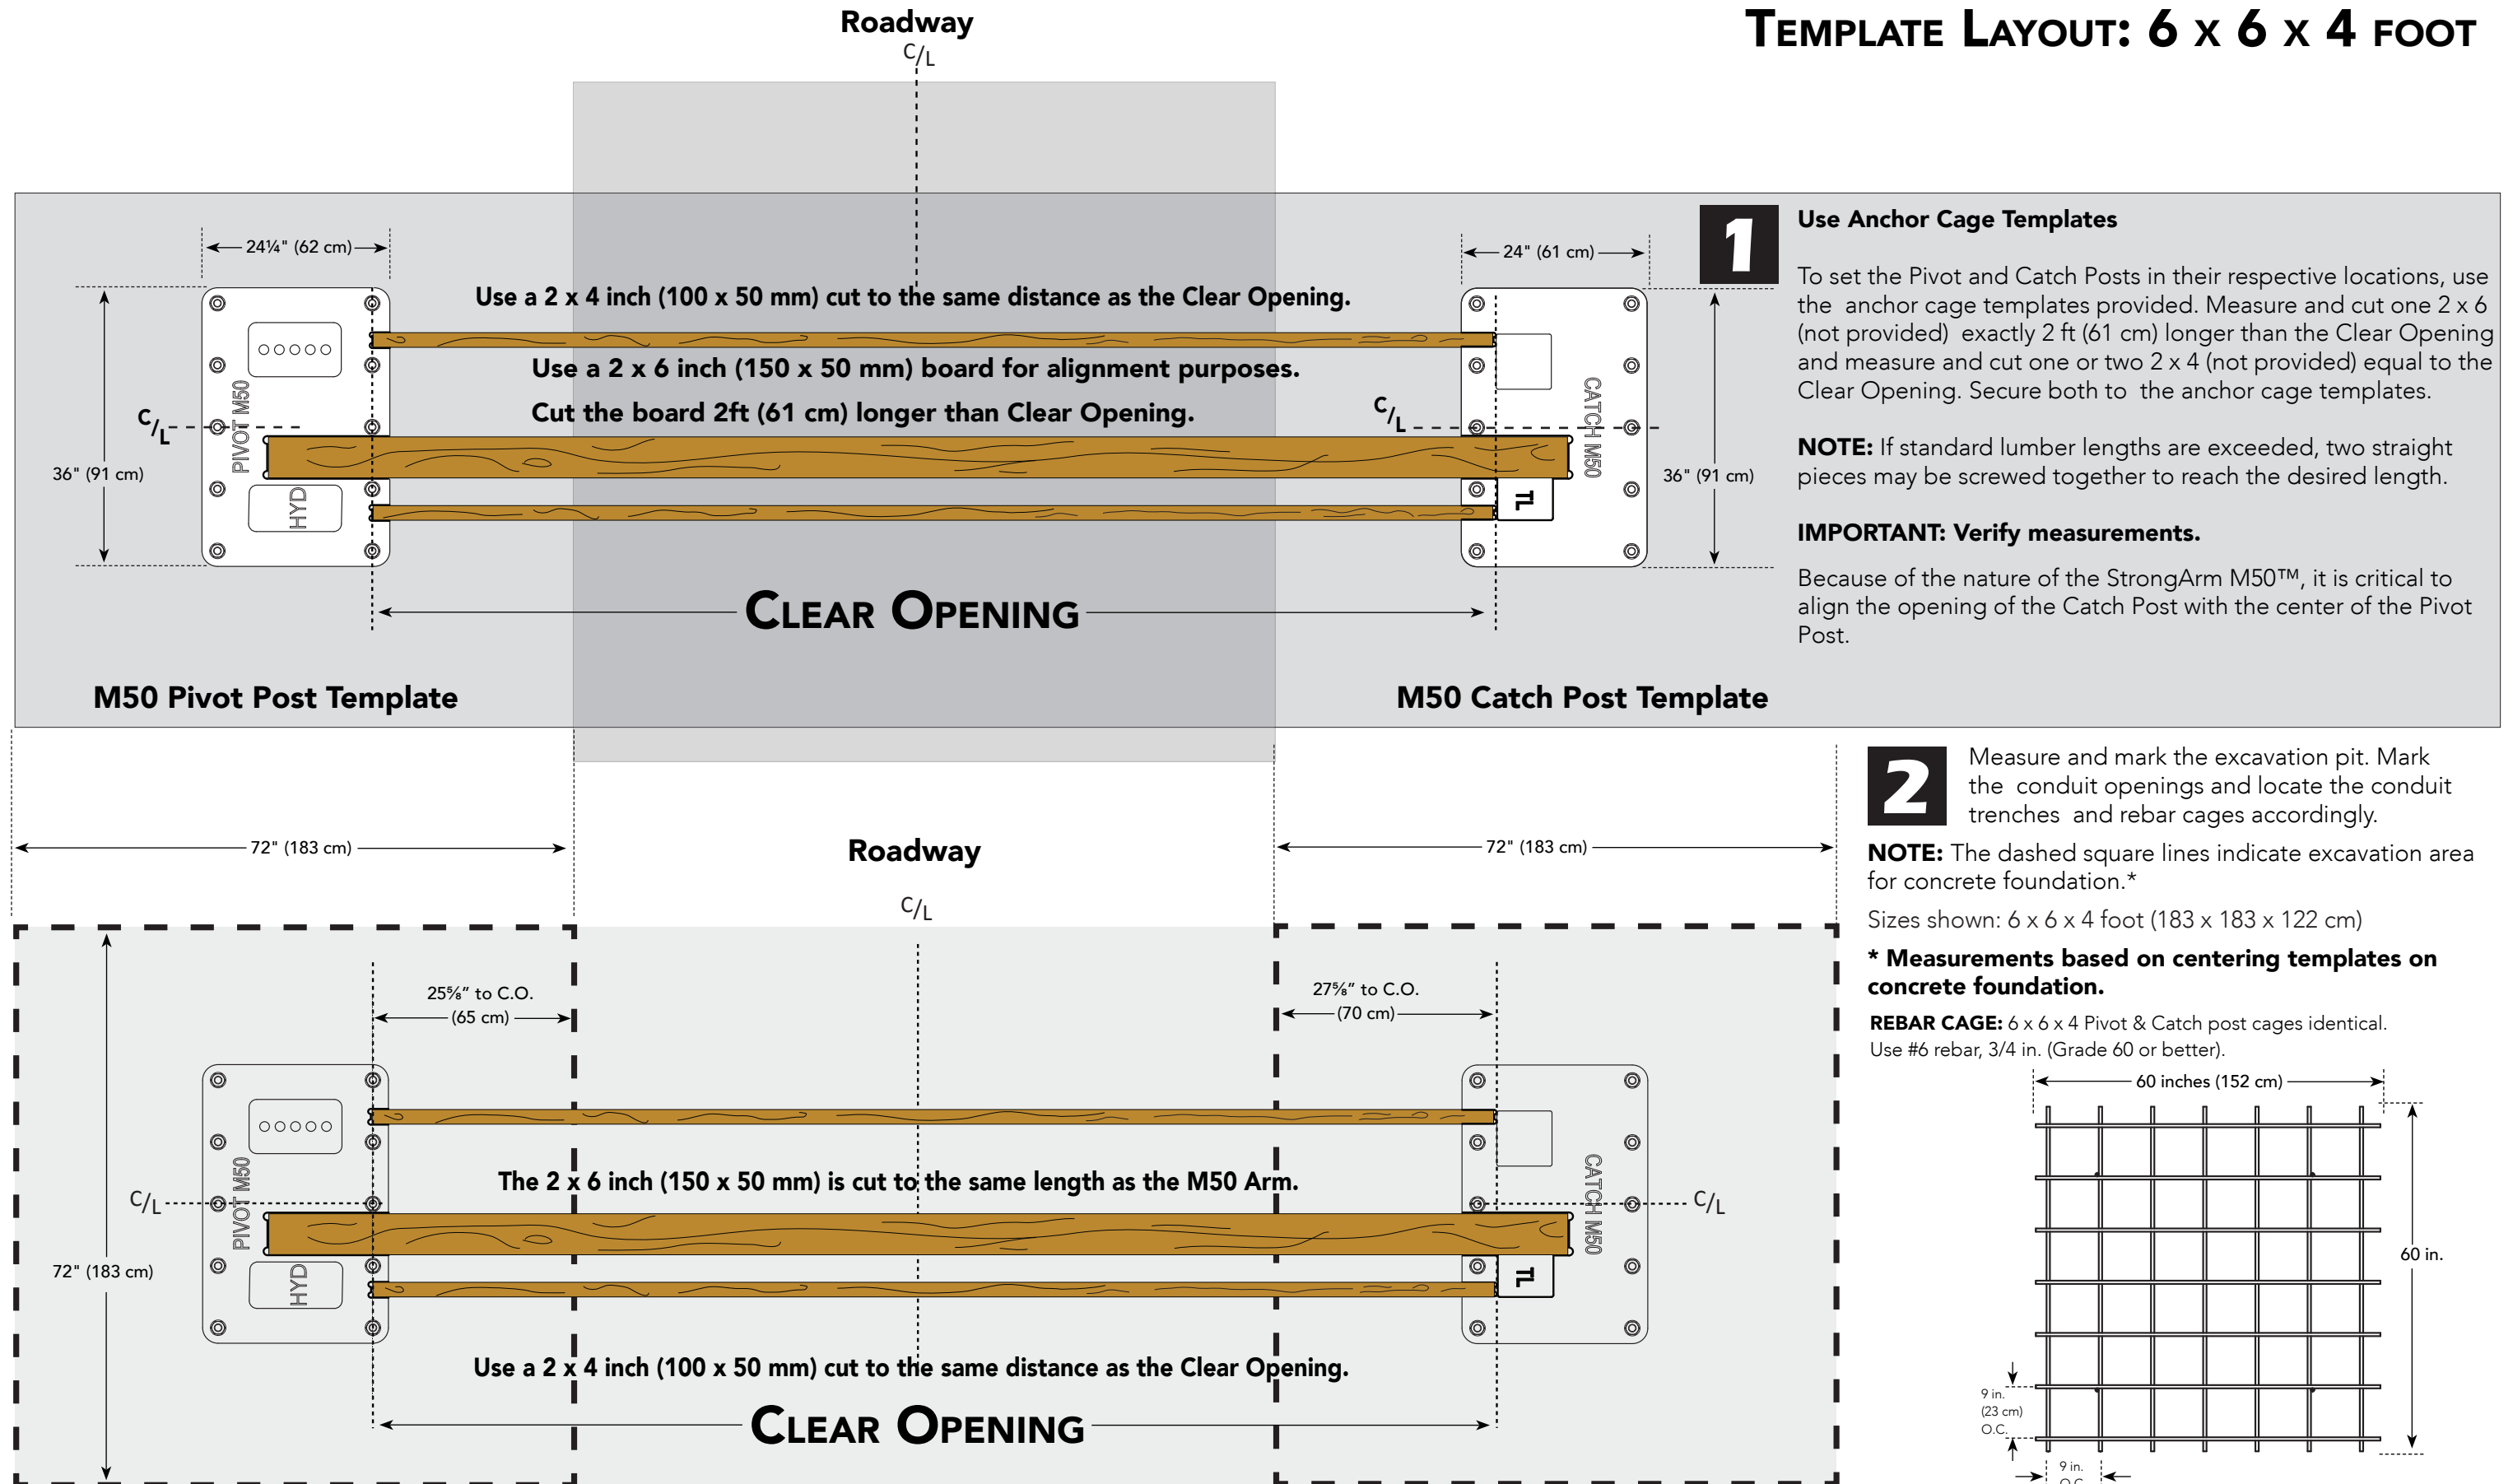 TEMPLATE LAYOUT: 6 X 6 X 4 FOOT
Roadway
C/L
24¼" (62 cm)
24" (61 cm)
Use a 2 x 4 inch (100 x 50 mm) cut to the same distance as the Clear Opening.
Use a 2 x 6 inch (150 x 50 mm) board for alignment purposes.
Cut the board 2ft (61 cm) longer than Clear Opening.
C/L
C/L
PIVOT M50
HYD
CATCH M50
TL
36" (91 cm)
36" (91 cm)
CLEAR OPENING
M50 Pivot Post Template
M50 Catch Post Template
1
Use Anchor Cage Templates
To set the Pivot and Catch Posts in their respective locations, use
the anchor cage templates provided. Measure and cut one 2 x 6
(not provided) exactly 2 ft (61 cm) longer than the Clear Opening
and measure and cut one or two 2 x 4 (not provided) equal to the
Clear Opening. Secure both to the anchor cage templates.
NOTE: If standard lumber lengths are exceeded, two straight
pieces may be screwed together to reach the desired length.
IMPORTANT: Verify measurements.
Because of the nature of the StrongArm M50™, it is critical to
align the opening of the Catch Post with the center of the Pivot
Post.
72" (183 cm)
Roadway
72" (183 cm)
C/L
25⅝" to C.O.
(65 cm)
27⅝" to C.O.
(70 cm)
The 2 x 6 inch (150 x 50 mm) is cut to the same length as the M50 Arm.
C/L
C/L
PIVOT M50
HYD
CATCH M50
TL
72" (183 cm)
Use a 2 x 4 inch (100 x 50 mm) cut to the same distance as the Clear Opening.
CLEAR OPENING
2
Measure and mark the excavation pit. Mark
the conduit openings and locate the conduit
trenches and rebar cages accordingly.
NOTE: The dashed square lines indicate excavation area
for concrete foundation.*
Sizes shown: 6 x 6 x 4 foot (183 x 183 x 122 cm)
* Measurements based on centering templates on
concrete foundation.
REBAR CAGE: 6 x 6 x 4 Pivot & Catch post cages identical.
Use #6 rebar, 3/4 in. (Grade 60 or better).
60 inches (152 cm)
60 in.
9 in.
(23 cm)
O.C.
9 in.
O.C.